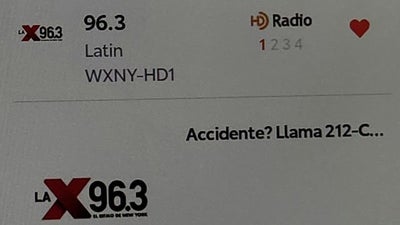 LA X 96.3
96.3
Latin
WXNY-HD1
HD Radio
1 2 3 4
Accidente? Llama 212-C...
LA X 96.3
EL RITMO DE NUEVA YORK